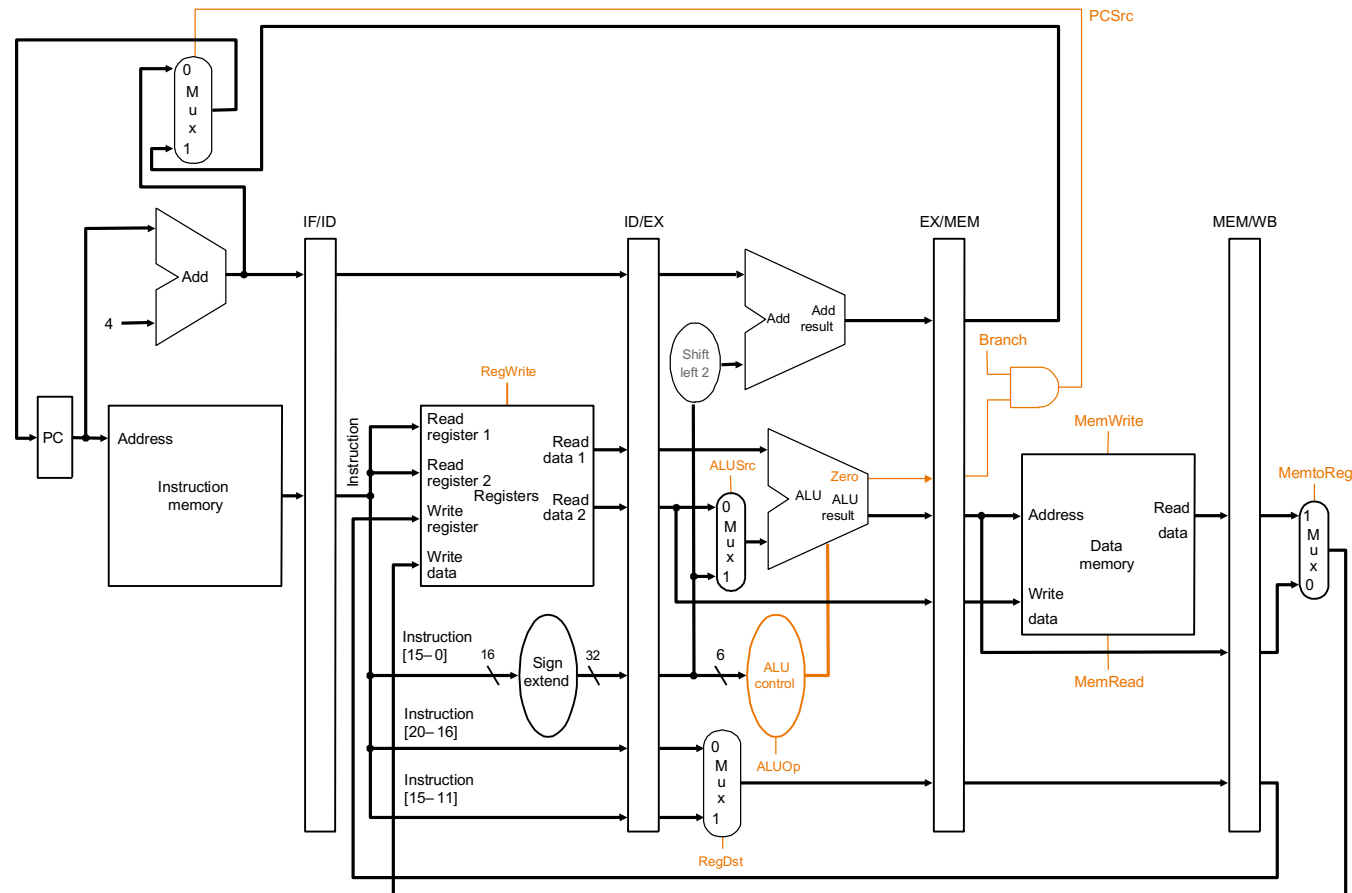 PCSrc
0
M
u
x
1
IF/ID
ID/EX
EX/MEM
MEM/WB
Add
4
Add
Add
result
Shift
left 2
Branch
RegWrite
PC
Address
Instruction
memory
Instruction
Read
register 1
Read
register 2
Write
register
Write
data
Registers
Read
data 1
Read
data 2
ALUSrc
0
M
u
x
1
Zero
ALU
ALU
result
MemWrite
Address
Read
data
Data
memory
Write
data
MemRead
MemtoReg
1
M
u
x
0
Instruction
[15–0]
16
Sign
extend
32
6
ALU
control
ALUOp
Instruction
[20–16]
Instruction
[15–11]
0
M
u
x
1
RegDst